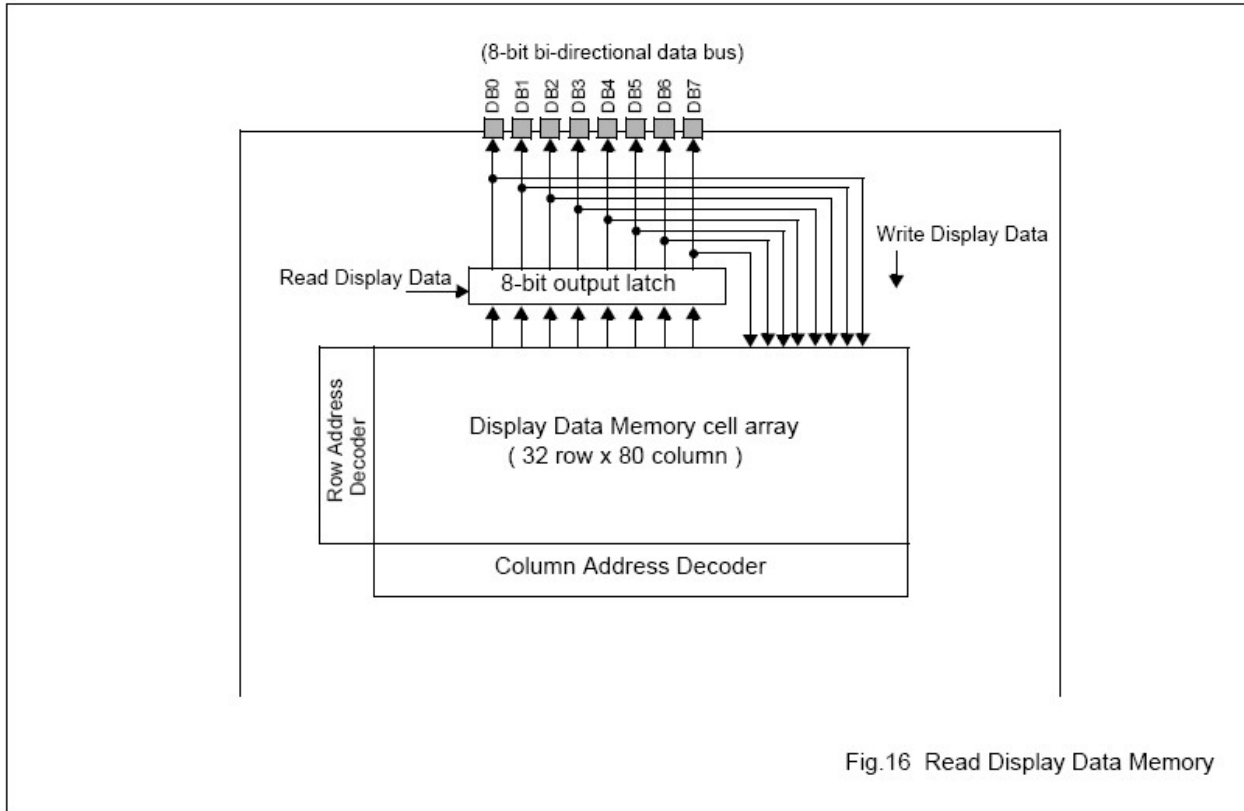 (8-bit bi-directional data bus)
DB0
DB1
DB2
DB3
DB4
DB5
DB6
DB7
Write Display Data
Read Display Data
8-bit output latch
Row Address
Decoder
Display Data Memory cell array
( 32 row x 80 column )
Column Address Decoder
Fig.16 Read Display Data Memory